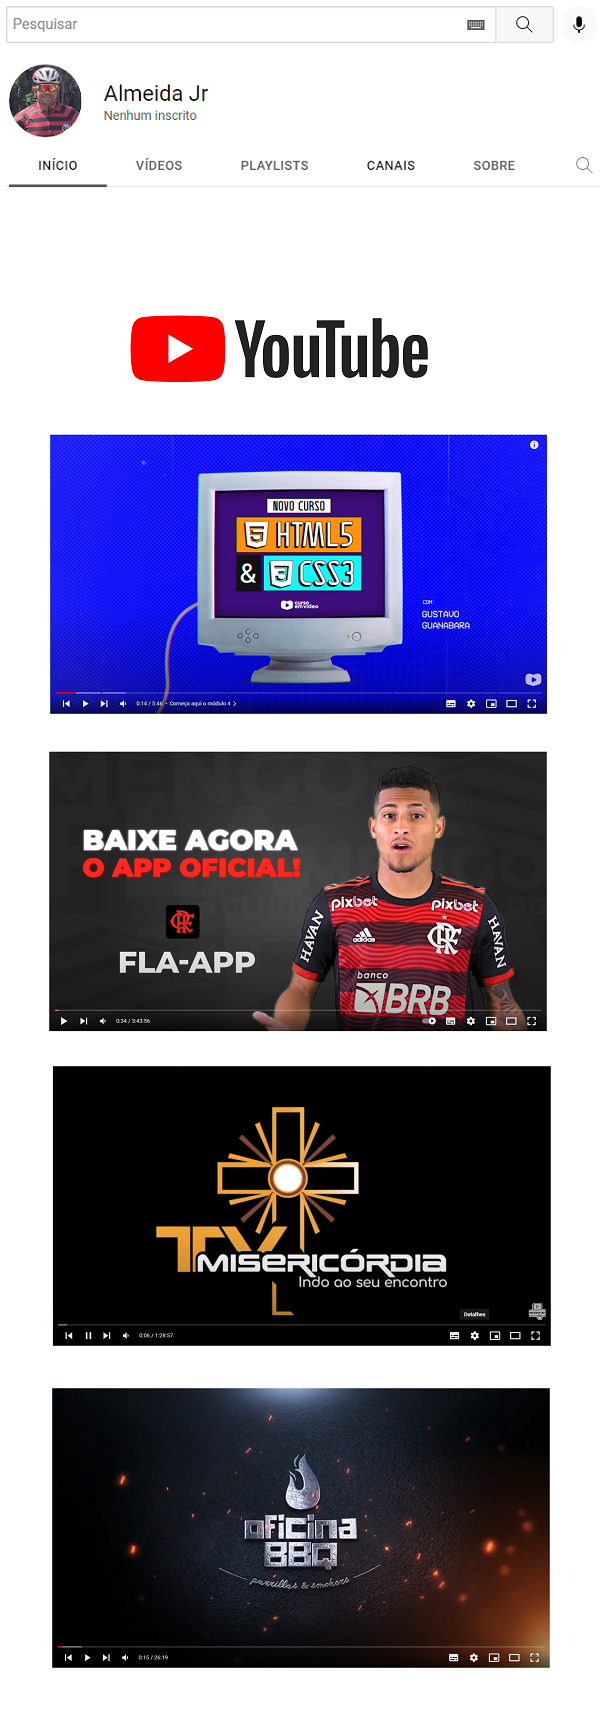 Pesquisar
Almeida Jr
Nenhum inscrito
INÍCIO VÍDEOS PLAYLISTS CANAIS SOBRE
YouTube
NOVO CURSO
HTML5
& CSS3
curso
em vídeo
COM:
GUSTAVO
GUANABARA
0:14 / 5:46 • Começa aqui o módulo 4 >
BAIXE AGORA
O APP OFICIAL!
FLA-APP
pixbet pixbet
HAVAN HAVAN
adidas
CRF
banco
BRB
0:34 / 3:43:56
TV
MISERICÓRDIA
Indo ao seu encontro
Detalhes
0:06 / 1:28:57
oficina
BBQ
parrillas & smokers
0:15 / 26:19